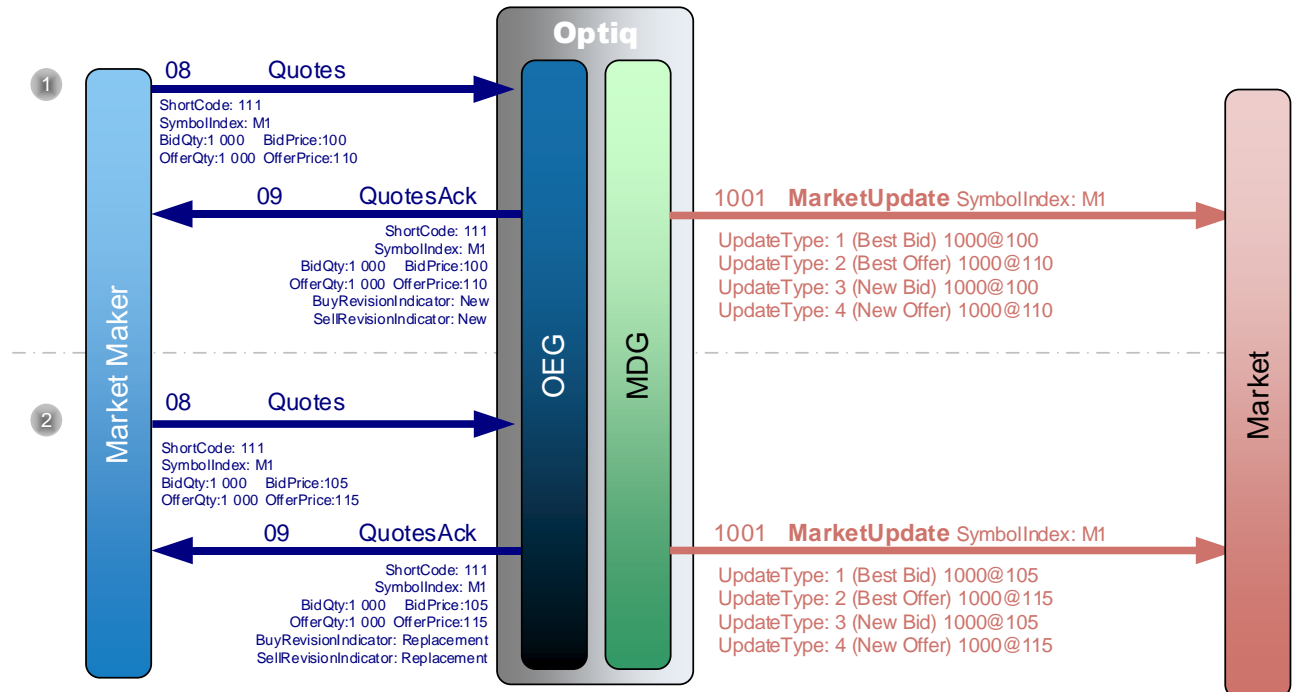 Optiq
1
08 Quotes
ShortCode: 111
SymbolIndex: M1
BidQty:1 000 BidPrice:100
OfferQty:1 000 OfferPrice:110
09 QuotesAck
ShortCode: 111
SymbolIndex: M1
BidQty:1 000 BidPrice:100
OfferQty:1 000 OfferPrice:110
BuyRevisionIndicator: New
SellRevisionIndicator: New
1001 MarketUpdate SymbolIndex: M1
UpdateType: 1 (Best Bid) 1000@100
UpdateType: 2 (Best Offer) 1000@110
UpdateType: 3 (New Bid) 1000@100
UpdateType: 4 (New Offer) 1000@110
Market Maker
OEG
MDG
Market
2
08 Quotes
ShortCode: 111
SymbolIndex: M1
BidQty:1 000 BidPrice:105
OfferQty:1 000 OfferPrice:115
09 QuotesAck
ShortCode: 111
SymbolIndex: M1
BidQty:1 000 BidPrice:105
OfferQty:1 000 OfferPrice:115
BuyRevisionIndicator: Replacement
SellRevisionIndicator: Replacement
1001 MarketUpdate SymbolIndex: M1
UpdateType: 1 (Best Bid) 1000@105
UpdateType: 2 (Best Offer) 1000@115
UpdateType: 3 (New Bid) 1000@105
UpdateType: 4 (New Offer) 1000@115